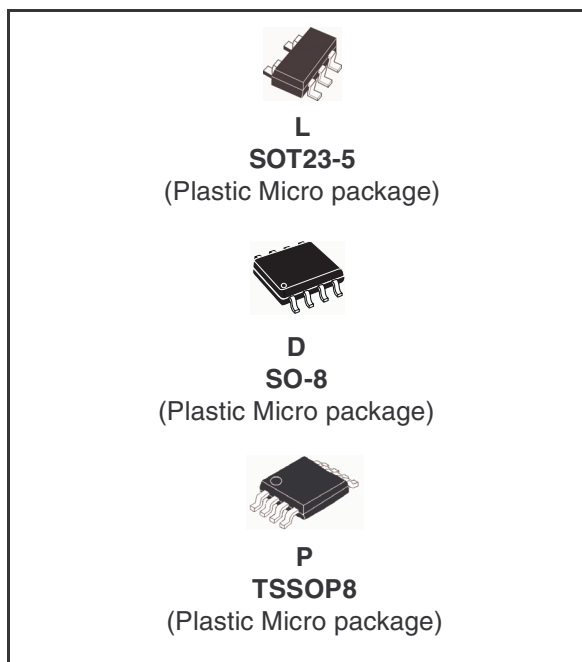 L
SOT23-5
(Plastic Micro package)
D
SO-8
(Plastic Micro package)
P
TSSOP8
(Plastic Micro package)